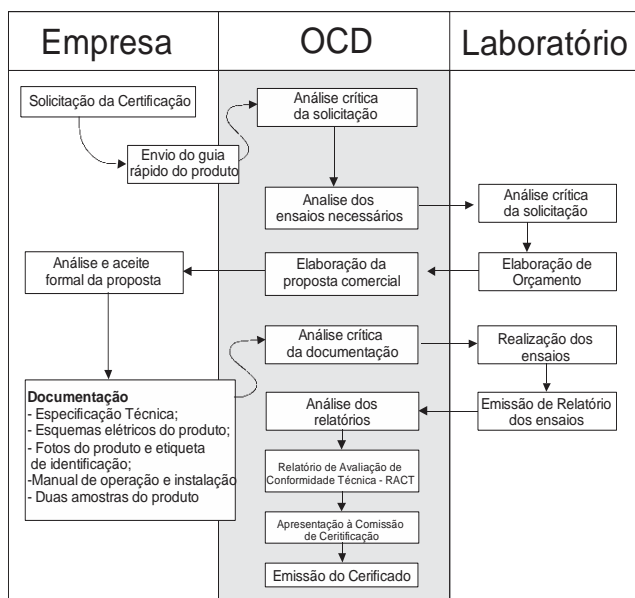 Empresa
OCD
Laboratório
Solicitação da Certificação
Envio do guia
rápido do produto
Análise crítica
da solicitação
Analise dos
ensaios necessários
Análise crítica
da solicitação
Elaboração de
Orçamento
Elaboração da
proposta comercial
Análise e aceite
formal da proposta
Documentação
- Especificação Técnica;
- Esquemas elétricos do produto;
- Fotos do produto e etiqueta
de identificação;
-Manual de operação e instalação
- Duas amostras do produto
Análise crítica
da documentação
Realização dos
ensaios
Emissão de Relatório
dos ensaios
Análise dos
relatórios
Relatório de Avaliação de
Conformidade Técnica - RACT
Apresentação à Comissão
de Ceritificação
Emissão do Cerificado